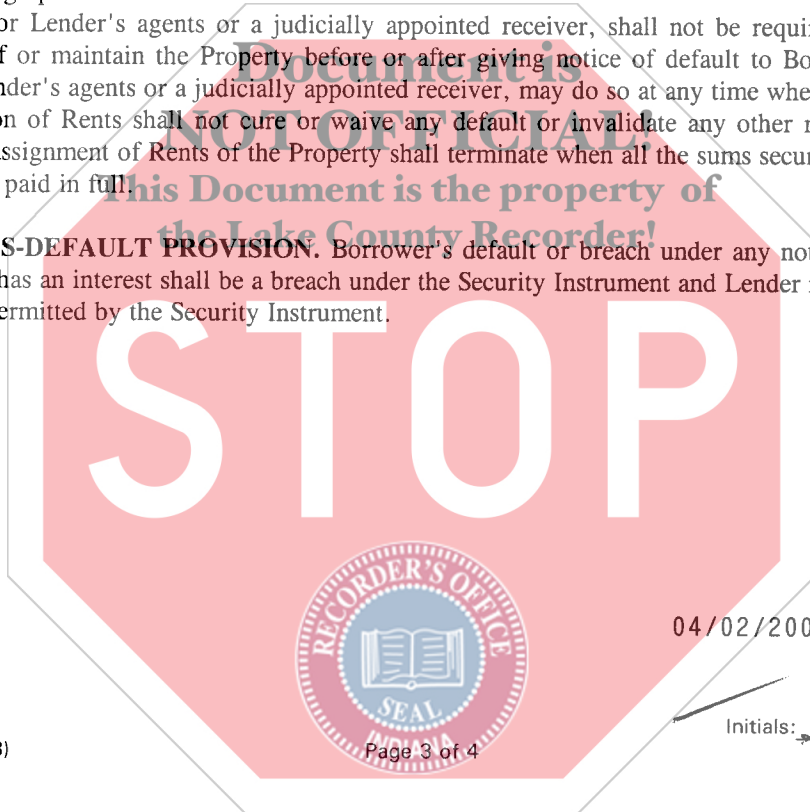 or Lender's agents or a judicially appointed receiver, shall not be requi
f or maintain the Property before or after giving notice of default to Bo
nder's agents or a judicially appointed receiver, may do so at any time whe
on of Rents shall not cure or waive any default or invalidate any other r
ssignment of Rents of the Property shall terminate when all the sums secur
paid in full.
S-DEFAULT PROVISION. Borrower's default or breach under any not
has an interest shall be a breach under the Security Instrument and Lender
ermitted by the Security Instrument.
Document is
NOT OFFICIAL!
This Document is the property of
the Lake County Recorder!
STOP
RECORDER'S OFFICE
SEAL
INDIANA
04/02/200
Initials:
Page 3 of 4